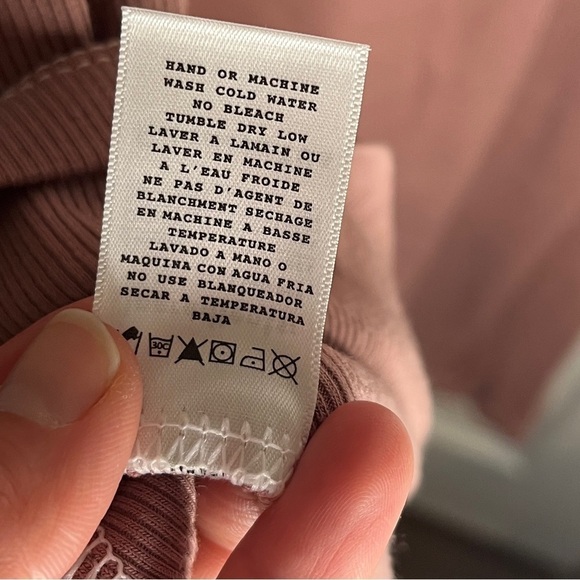 HAND OR MACHINE
WASH COLD WATER
NO BLEACH
TUMBLE DRY LOW
LAVER A LAMAIN OU
LAVER EN MACHINE
A L'EAU FROIDE
NE PAS D'AGENT DE
BLANCHMENT SECHAGE
EN MACHINE A BASSE
TEMPERATURE
LAVADO A MANO O
MAQUINA CON AGUA FRIA
NO USE BLANQUEADOR
SECAR A TEMPERATURA
BAJA
30C